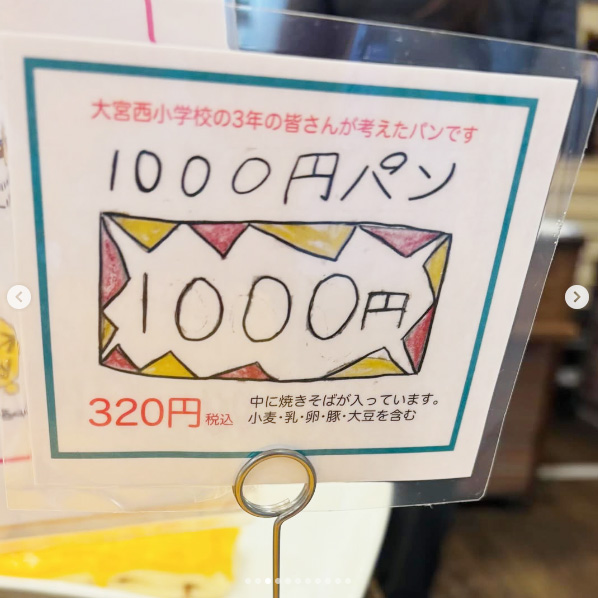 大宮西小学校の3年の皆さんが考えたパンです
1000円パン
1000円
320円 税込
中に焼きそばが入っています。
小麦・乳・卵・豚・大豆を含む